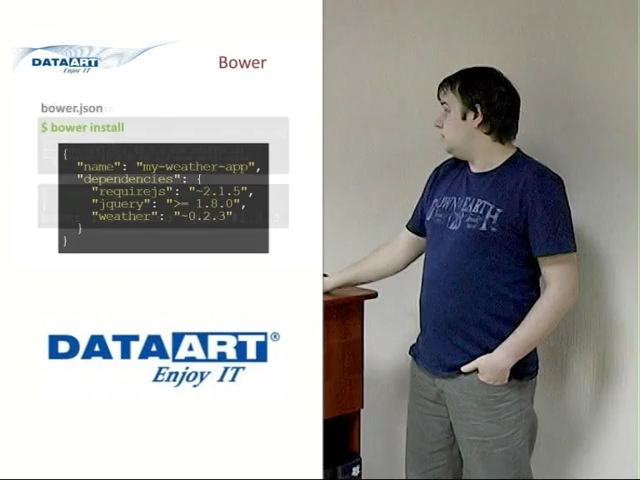 DATAART
Enjoy IT
Bower
bower.json
$ bower install
{
"name": "my-weather-app",
"dependencies": {
"requirejs": "~2.1.5",
"jquery": ">= 1.8.0",
"weather": "~0.2.3"
}
}
DATAART®
Enjoy IT